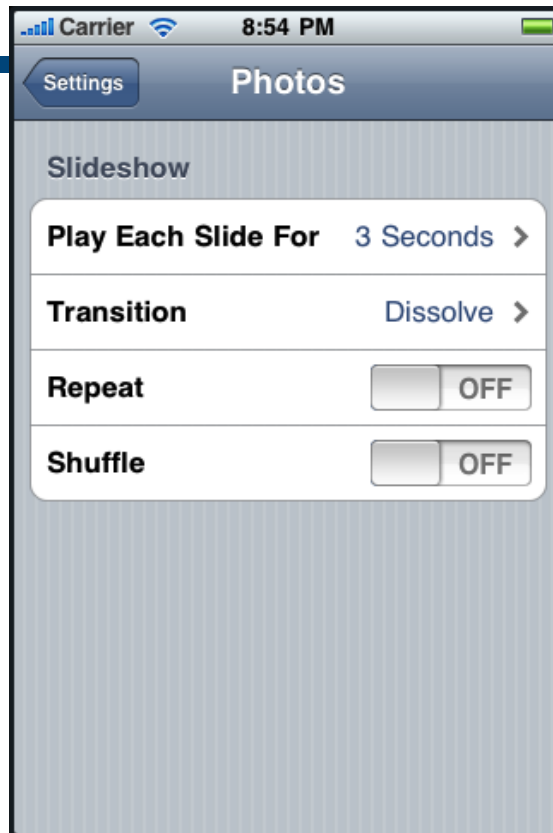 Carrier 8:54 PM
Settings Photos
Slideshow
Play Each Slide For 3 Seconds
Transition Dissolve
Repeat OFF
Shuffle OFF